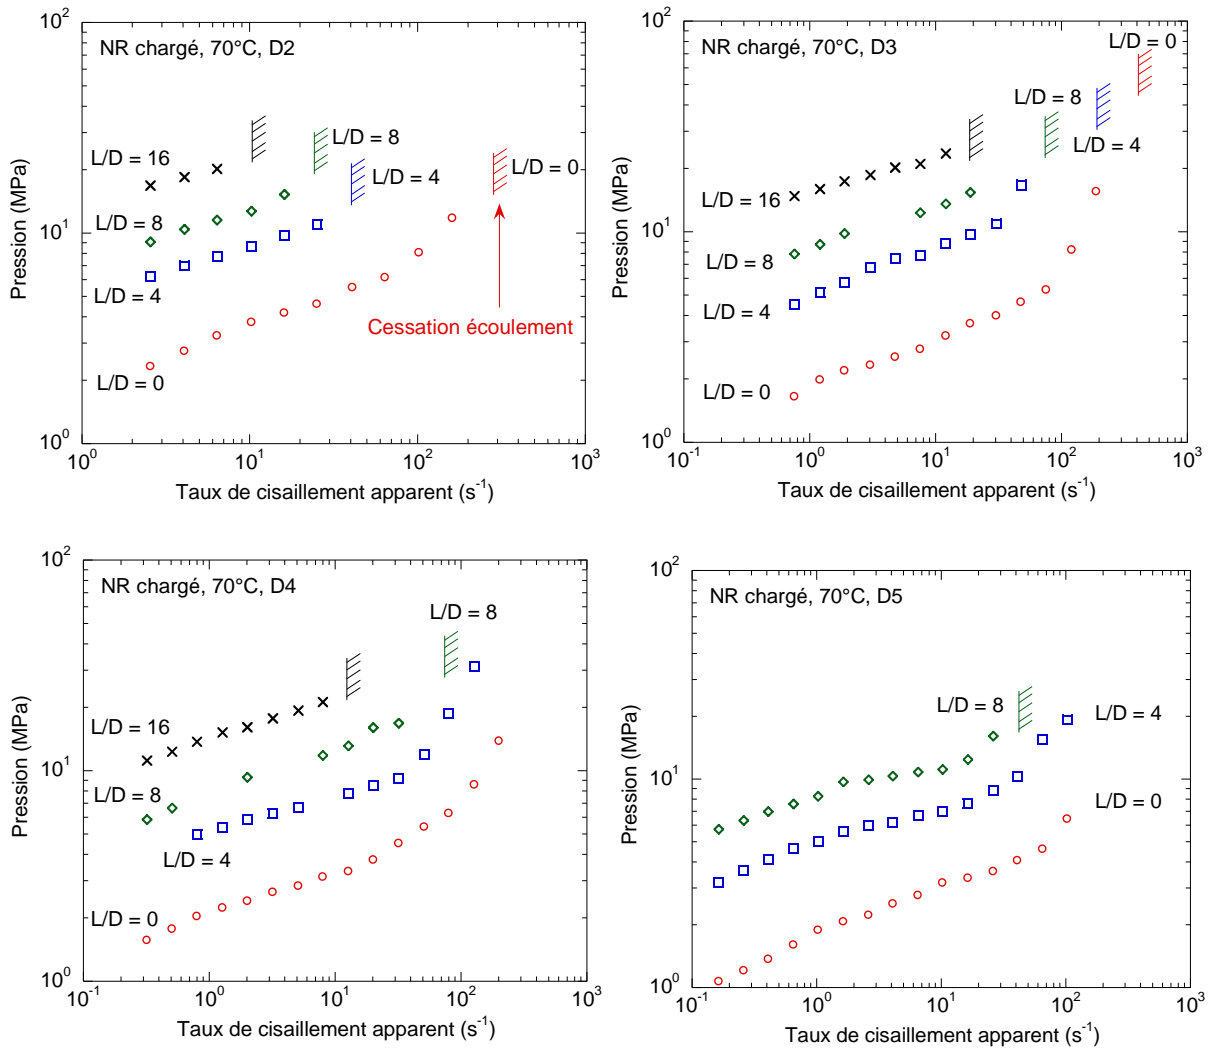 NR chargé, 70°C, D2
Pression (MPa)
10^2
10^1
10^0
L/D = 16
L/D = 8
L/D = 8
L/D = 4
L/D = 4
L/D = 0
L/D = 0
Cessation écoulement
10^0
10^1
10^2
10^3
Taux de cisaillement apparent (s^-1)
NR chargé, 70°C, D3
Pression (MPa)
10^2
10^1
10^0
L/D = 0
L/D = 8
L/D = 4
L/D = 16
L/D = 8
L/D = 4
L/D = 0
10^-1
10^0
10^1
10^2
10^3
Taux de cisaillement apparent (s^-1)
NR chargé, 70°C, D4
Pression (MPa)
10^2
10^1
10^0
L/D = 8
L/D = 16
L/D = 8
L/D = 4
L/D = 0
10^-1
10^0
10^1
10^2
10^3
Taux de cisaillement apparent (s^-1)
NR chargé, 70°C, D5
Pression (MPa)
10^2
10^1
10^0
L/D = 8
L/D = 4
L/D = 0
10^-1
10^0
10^1
10^2
10^3
Taux de cisaillement apparent (s^-1)